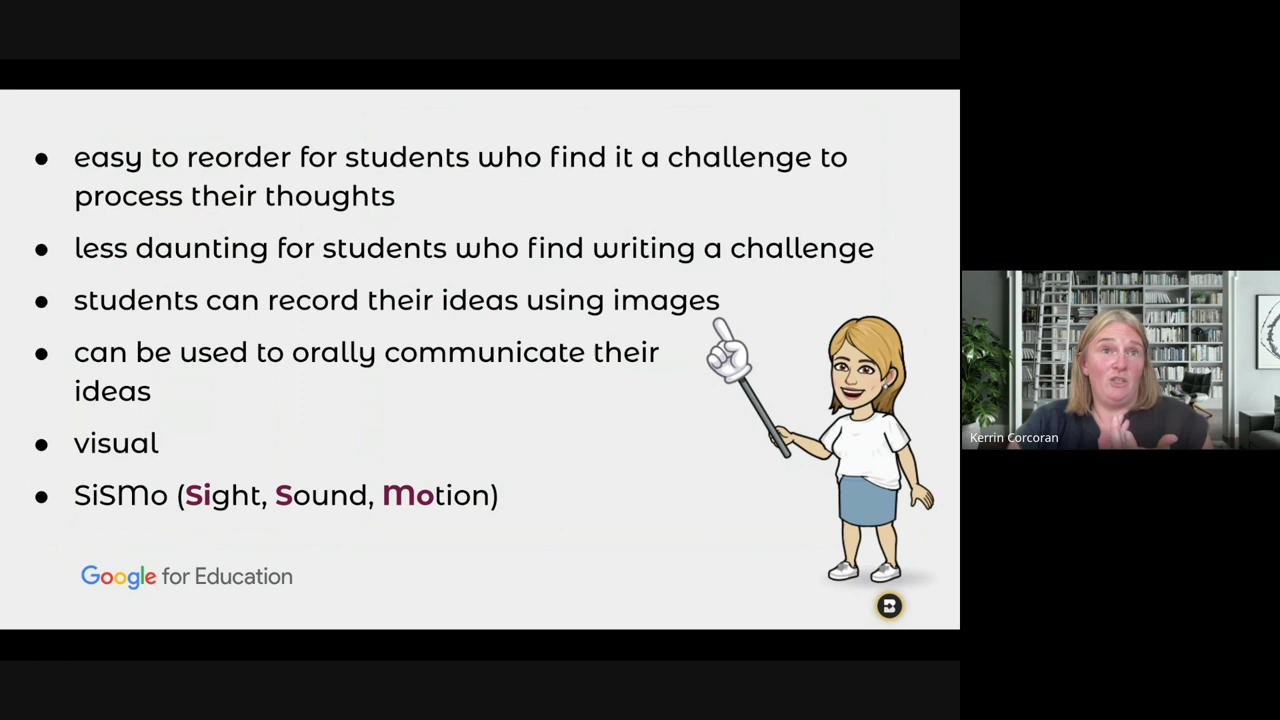 ● easy to reorder for students who find it a challenge to
process their thoughts
● less daunting for students who find writing a challenge
● students can record their ideas using images
● can be used to orally communicate their
ideas
● visual
● SiSMo (Sight, Sound, Motion)
Google for Education
Kerrin Corcoran